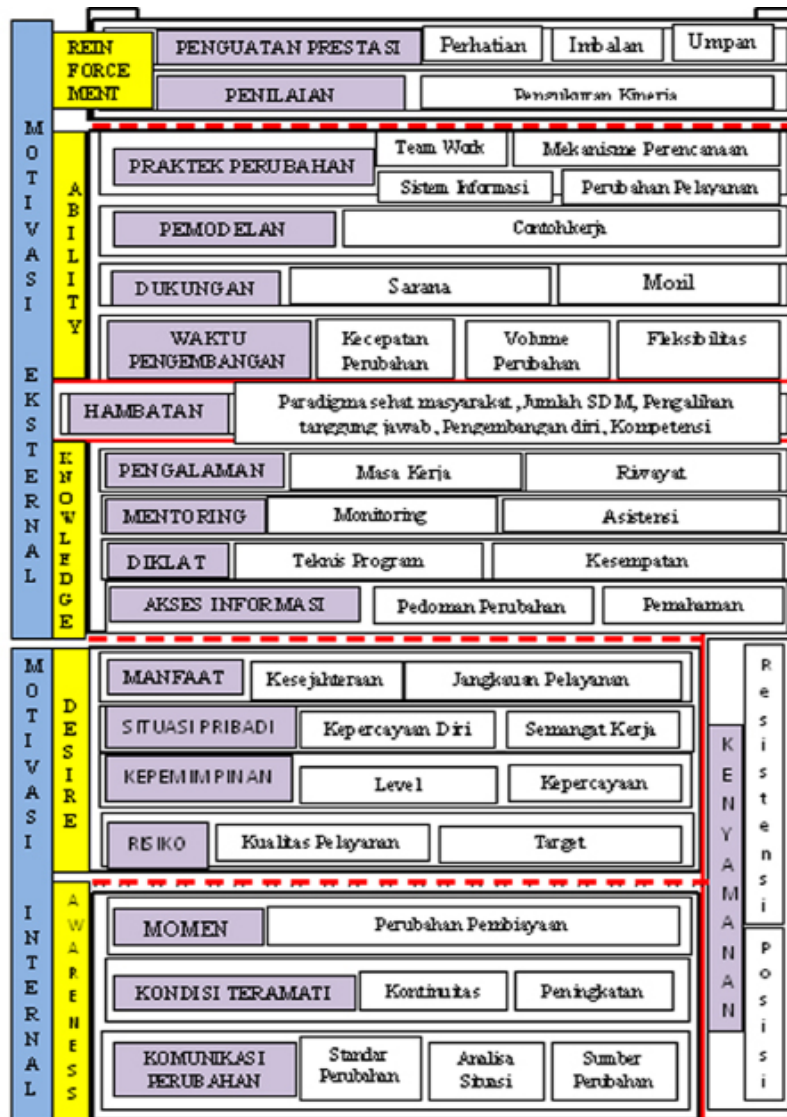 MOTIVASI EKSTERNAL
REIN
FORCE
MENT
PENGUATAN PRESTASI
Perhatian
Imbalan
Umpan
PENILAIAN
Pengukuran Kinerja
ABILITY
PRAKTEK PERUBAHAN
Team Work
Mekanisme Perencanaan
Sistem Informasi
Perubahan Pelayanan
PEMODELAN
Contoh kerja
DUKUNGAN
Sarana
Moril
WAKTU
PENGEMBANGAN
Kecepatan
Perubahan
Volume
Perubahan
Fleksibilitas
HAMBATAN
Paradigma sehat masyarakat , Jumlah SDM, Pengalihan
tanggung jawab, Pengembangan diri, Kompetensi
KNOWLEDGE
PENGALAMAN
Masa Kerja
Riwayat
MENTORING
Monitoring
Asistensi
DIKLAT
Teknis Program
Kesempatan
AKSES INFORMASI
Pedoman Perubahan
Pemahaman
MOTIVASI INTERNAL
DESIRE
MANFAAT
Kesejahteraan
Jangkauan Pelayanan
SITUASI PRIBADI
Kepercayaan Diri
Semangat Kerja
KEPEMIMPINAN
Level
Kepercayaan
RISIKO
Kualitas Pelayanan
Target
AWARENESS
MOMEN
Perubahan Pembiayaan
KONDISI TERAMATI
Kontinuitas
Peningkatan
KOMUNIKASI
PERUBAHAN
Standar
Perubahan
Analisa
Situasi
Sumber
Perubahan
KENYAMANAN
Resistensi
Posisi